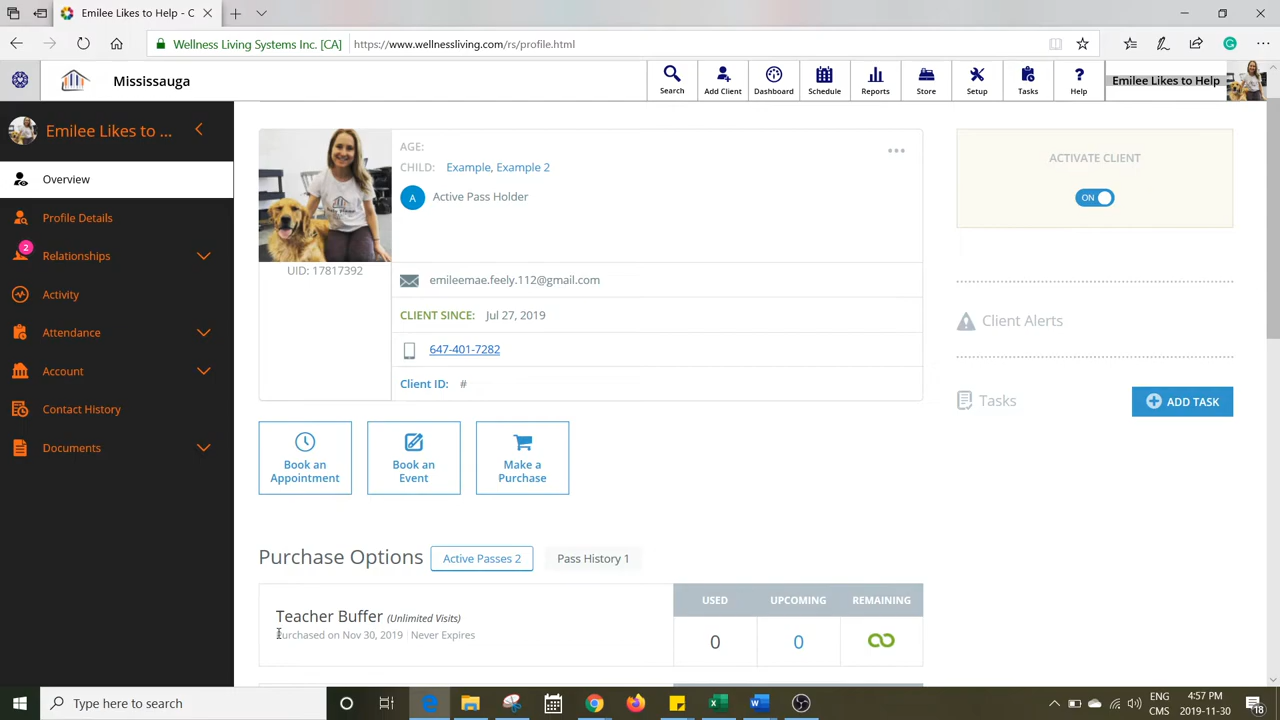 Emilee Likes to Help - C
Wellness Living Systems Inc. [CA]
https://www.wellnessliving.com/rs/profile.html
Mississauga
Search
Add Client
Dashboard
Schedule
Reports
Store
Setup
Tasks
Help
Emilee Likes to Help
Emilee Likes to ...
Overview
Profile Details
2
Relationships
Activity
Attendance
Account
Contact History
Documents
AGE:
CHILD: Example, Example 2
A Active Pass Holder
UID: 17817392
emileemae.feely.112@gmail.com
CLIENT SINCE: Jul 27, 2019
647-401-7282
Client ID: #
ACTIVATE CLIENT
ON
Client Alerts
Tasks
ADD TASK
Book an
Appointment
Book an
Event
Make a
Purchase
Purchase Options
Active Passes 2
Pass History 1
USED
UPCOMING
REMAINING
Teacher Buffer (Unlimited Visits)
Purchased on Nov 30, 2019 | Never Expires
0
0
Type here to search
ENG
CMS
4:57 PM
2019-11-30
18